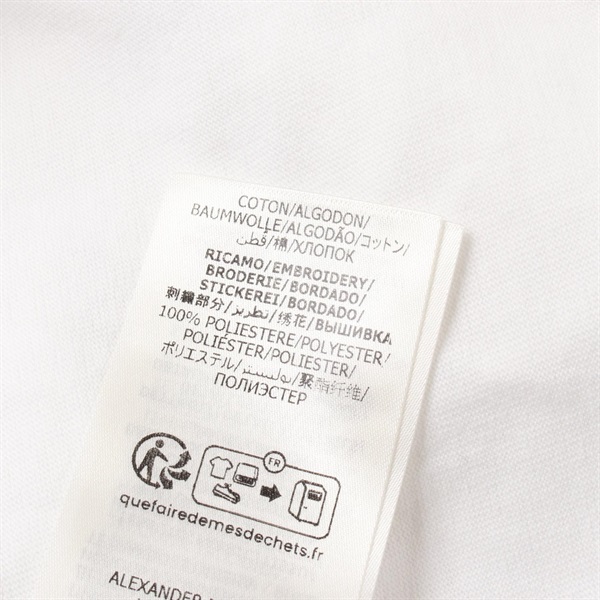 COTON/ALGODON/
BAUMWOLLE/ALGODÃO/コットン/
قطن/棉/ХЛОПОК
RICAMO/EMBROIDERY/
BRODERIE/BORDADO/
STICKEREI/BORDADO/
刺繍部分/تطريز/绣花/ВЫШИВКА
100% POLIESTERE/POLYESTER/
POLIÉSTER/POLIESTER/
ポリエステル/بوليستر/聚酯纤维/
ПОЛИЭСТЕР
FR
quefairedemesdechets.fr
ALEXANDER